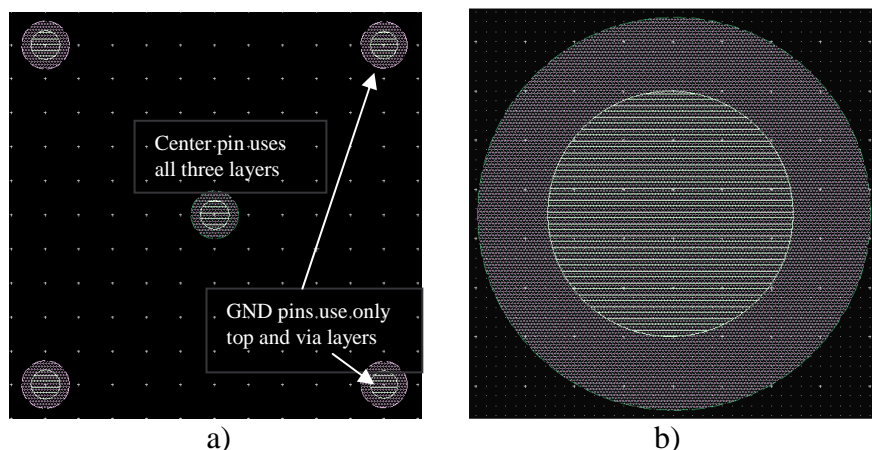 Center pin uses
all three layers
GND pins use only
top and via layers
a)
b)